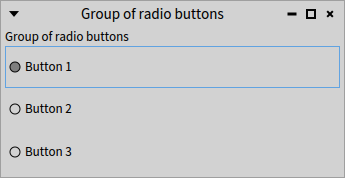 Group of radio buttons
Group of radio buttons
Button 1
Button 2
Button 3